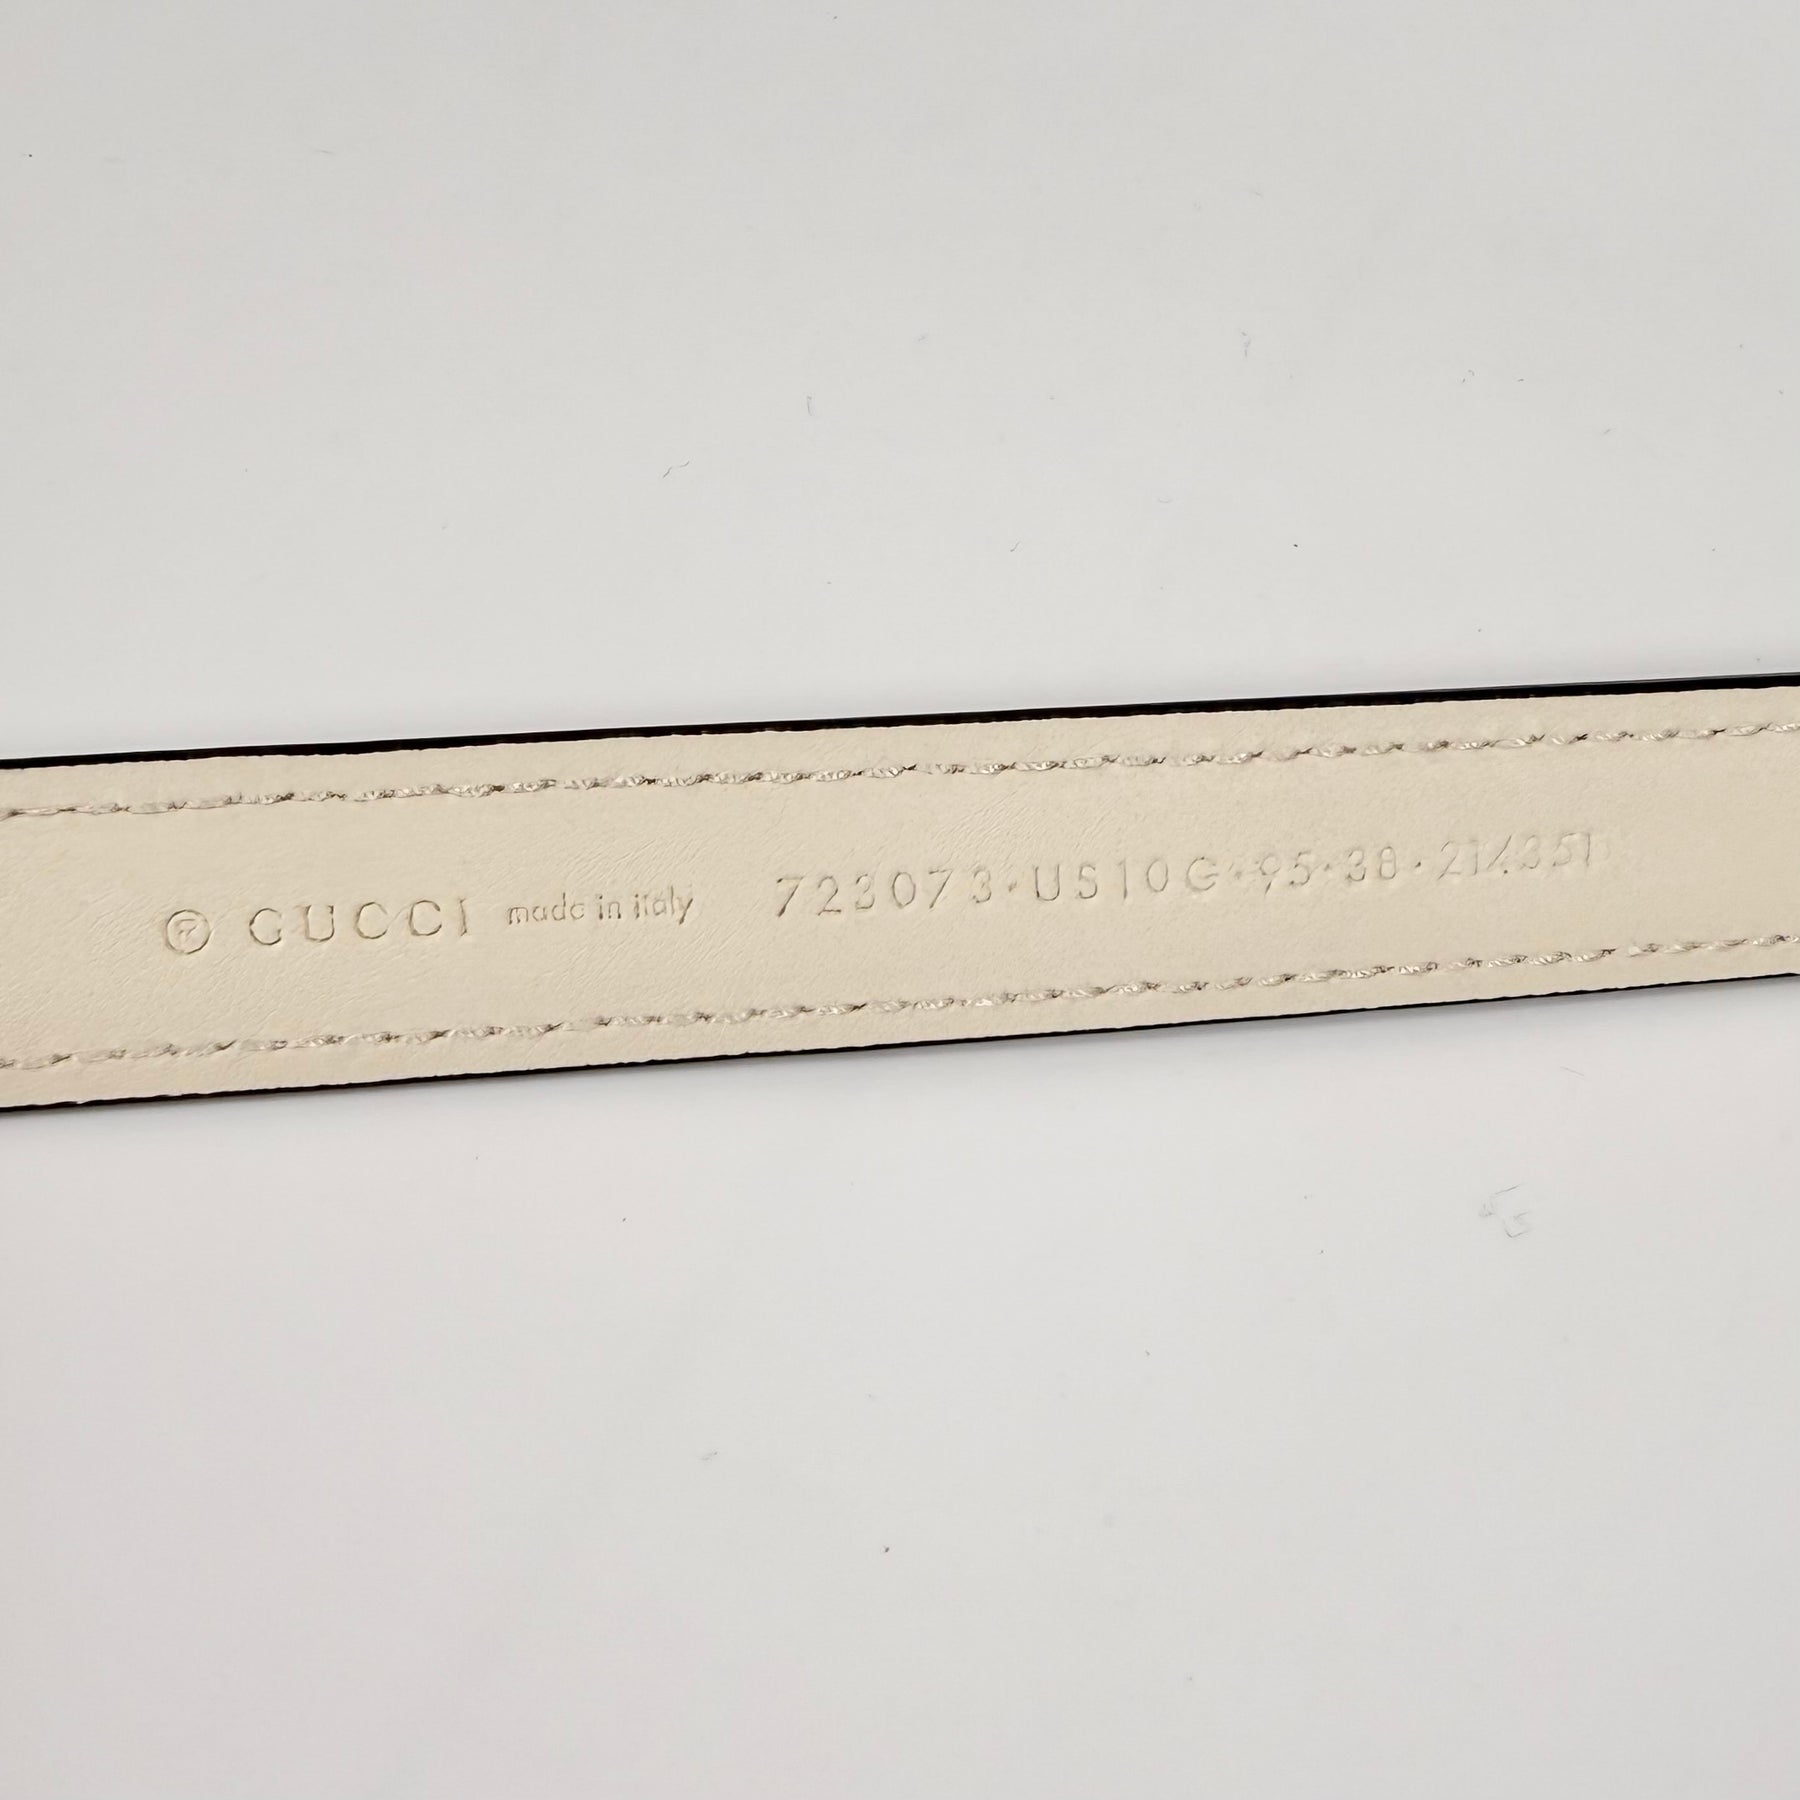 Ⓟ GUCCI made in italy 723073·US10G·95·38·214351